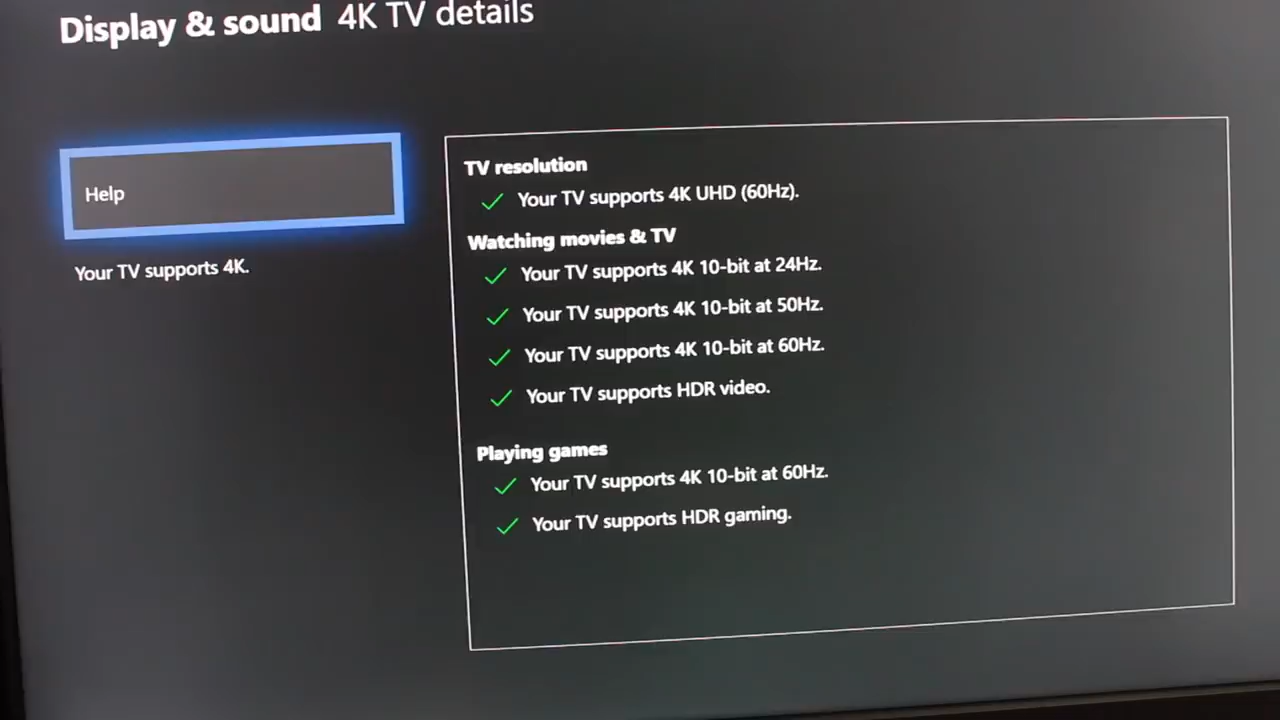 Display & sound 4K TV details
Help
Your TV supports 4K.
TV resolution
Your TV supports 4K UHD (60Hz).
Watching movies & TV
Your TV supports 4K 10-bit at 24Hz.
Your TV supports 4K 10-bit at 50Hz.
Your TV supports 4K 10-bit at 60Hz.
Your TV supports HDR video.
Playing games
Your TV supports 4K 10-bit at 60Hz.
Your TV supports HDR gaming.